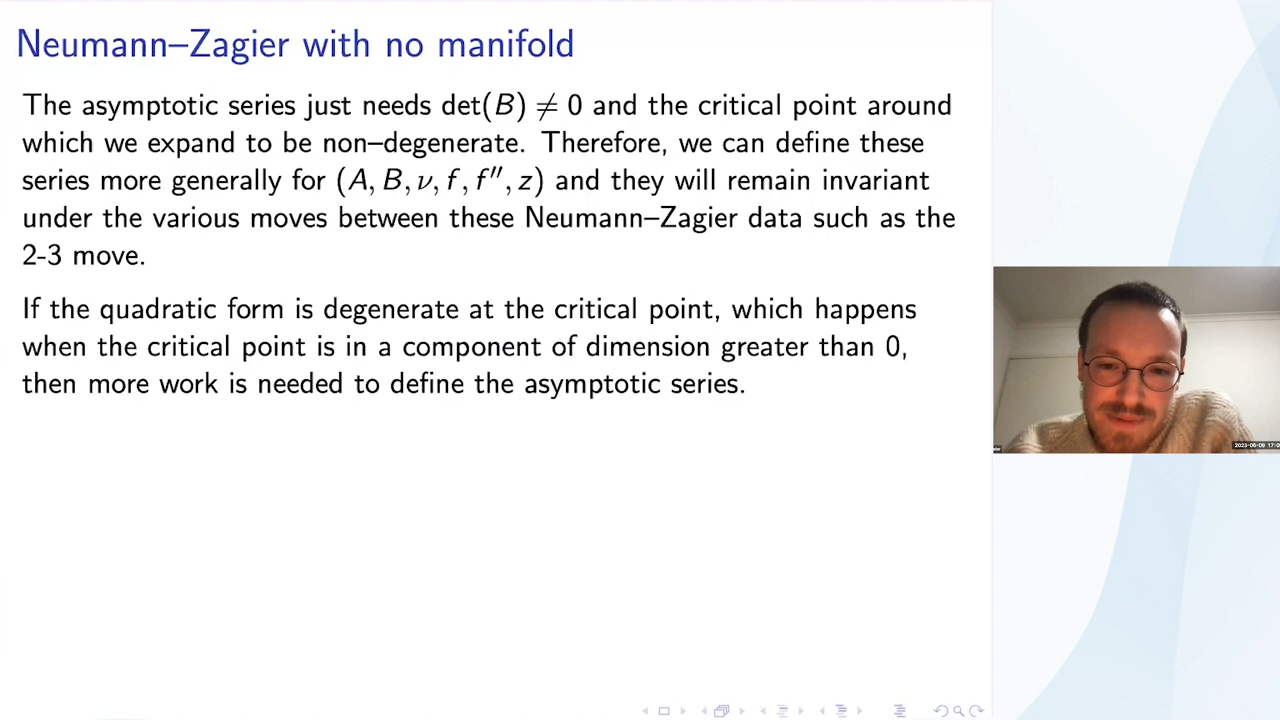 Neumann–Zagier with no manifold
The asymptotic series just needs det(B) ≠ 0 and the critical point around
which we expand to be non–degenerate. Therefore, we can define these
series more generally for (A, B, ν, f, f′′, z) and they will remain invariant
under the various moves between these Neumann–Zagier data such as the
2-3 move.
If the quadratic form is degenerate at the critical point, which happens
when the critical point is in a component of dimension greater than 0,
then more work is needed to define the asymptotic series.